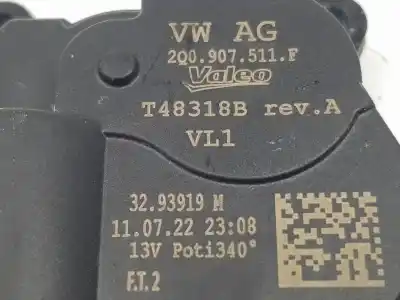 VW AG
2Q0.907.511.F
Valeo
T48318B rev.A
VL1
32.93919 M
11.07.22 23:08
13V Poti340°
F.T.2